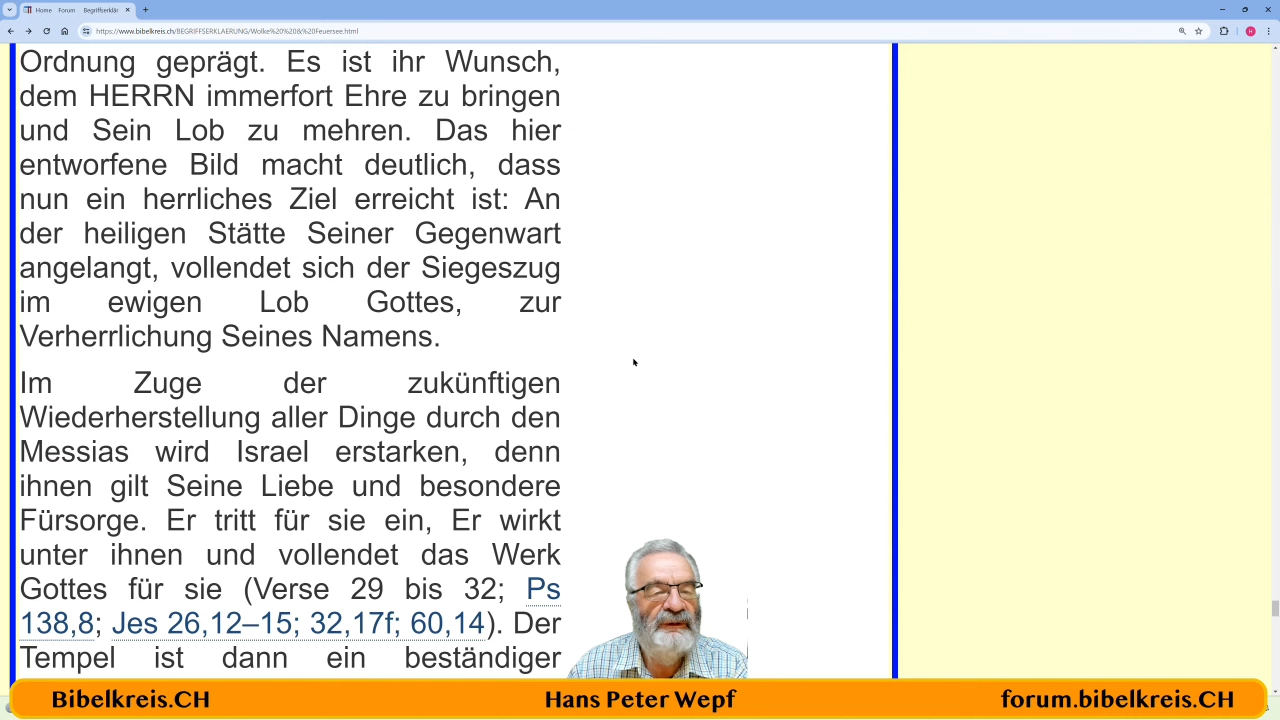 Home Forum Begriffserklär
https://www.bibelkreis.ch/BEGRIFFSERKLAERUNG/Wolke%20%20&%20Feuersee.html
H
Ordnung geprägt. Es ist ihr Wunsch,
dem HERRN immerfort Ehre zu bringen
und Sein Lob zu mehren. Das hier
entworfene Bild macht deutlich, dass
nun ein herrliches Ziel erreicht ist: An
der heiligen Stätte Seiner Gegenwart
angelangt, vollendet sich der Siegeszug
im ewigen Lob Gottes, zur
Verherrlichung Seines Namens.
Im Zuge der zukünftigen
Wiederherstellung aller Dinge durch den
Messias wird Israel erstarken, denn
ihnen gilt Seine Liebe und besondere
Fürsorge. Er tritt für sie ein, Er wirkt
unter ihnen und vollendet das Werk
Gottes für sie (Verse 29 bis 32; Ps
138,8; Jes 26,12–15; 32,17f; 60,14). Der
Tempel ist dann ein beständiger
Bibelkreis.CH Hans Peter Wepf forum.bibelkreis.CH